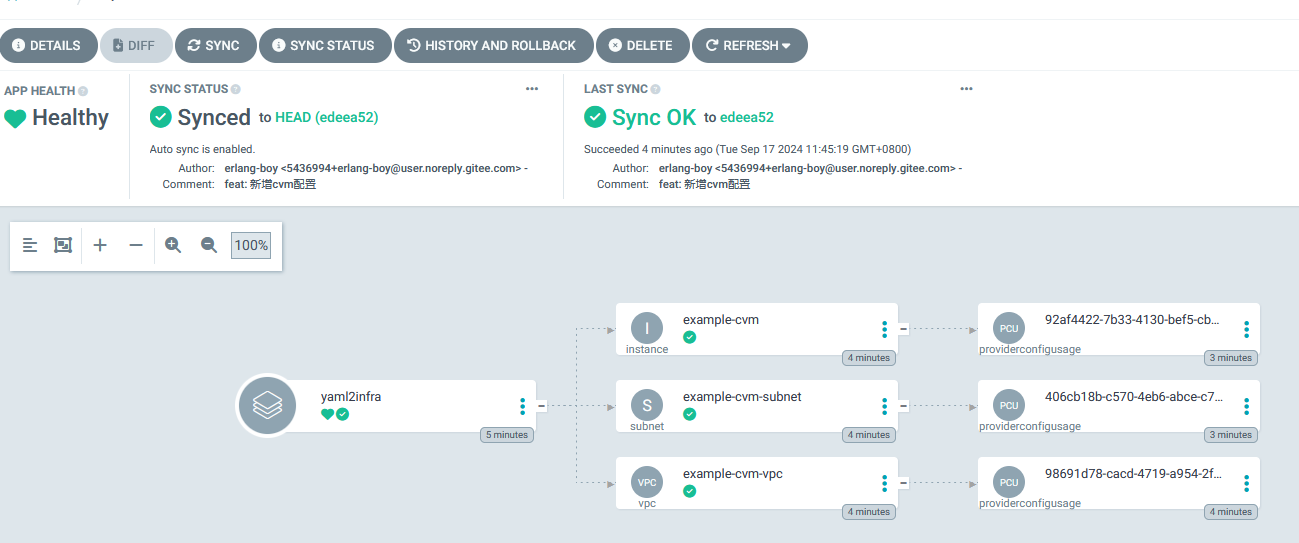 DETAILS DIFF SYNC SYNC STATUS HISTORY AND ROLLBACK DELETE REFRESH
APP HEALTH
Healthy
SYNC STATUS
Synced to HEAD (edeea52)
Auto sync is enabled.
Author: erlang-boy <5436994+erlang-boy@user.noreply.gitee.com> -
Comment: feat: 新增cvm配置
LAST SYNC
Sync OK to edeea52
Succeeded 4 minutes ago (Tue Sep 17 2024 11:45:19 GMT+0800)
Author: erlang-boy <5436994+erlang-boy@user.noreply.gitee.com> -
Comment: feat: 新增cvm配置
100%
yaml2infra
5 minutes
I
instance
example-cvm
4 minutes
PCU
providerconfigusage
92af4422-7b33-4130-bef5-cb...
3 minutes
S
subnet
example-cvm-subnet
4 minutes
PCU
providerconfigusage
406cb18b-c570-4eb6-abce-c7...
3 minutes
VPC
vpc
example-cvm-vpc
4 minutes
PCU
providerconfigusage
98691d78-cacd-4719-a954-2f...
4 minutes